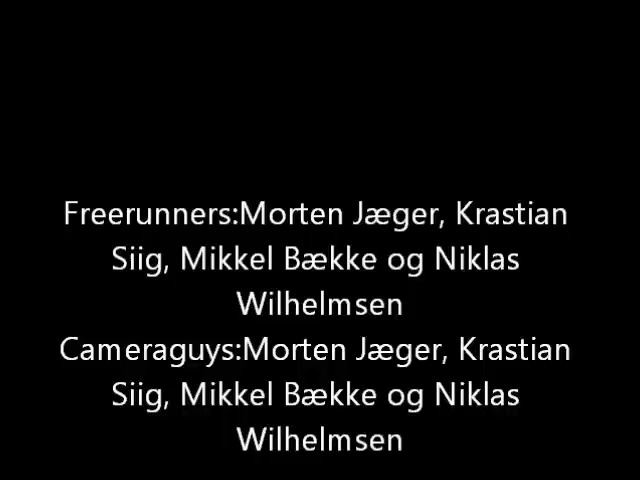 Freerunners:Morten Jæger, Krastian
Siig, Mikkel Bække og Niklas
Wilhelmsen
Cameraguys:Morten Jæger, Krastian
Siig, Mikkel Bække og Niklas
Wilhelmsen